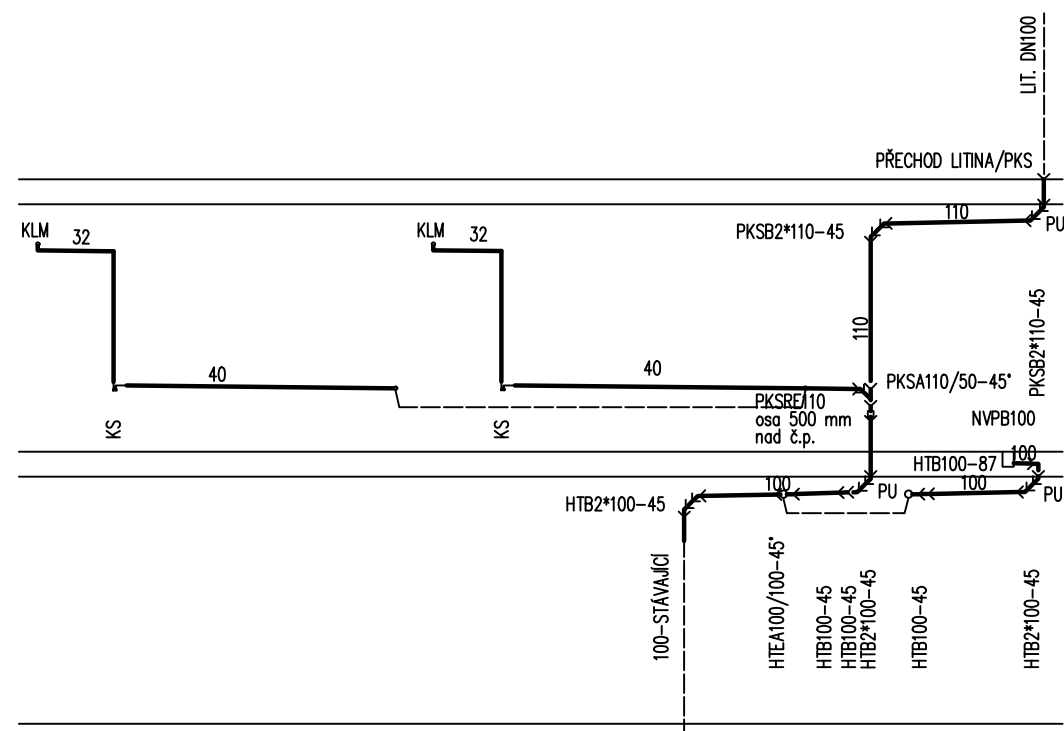 LIT. DN100
PŘECHOD LITINA/PKS
KLM
32
KLM
32
110
PU
PKSB2*110-45
110
PKSB2*110-45
40
40
PKSA110/50-45°
PKSRE110
osa 500 mm
nad č.p.
NVPB100
KS
KS
100
HTB100-87
100
100
PU
PU
HTB2*100-45
100-STÁVAJÍCÍ
HTEA100/100-45°
HTB100-45
HTB100-45
HTB2*100-45
HTB100-45
HTB2*100-45